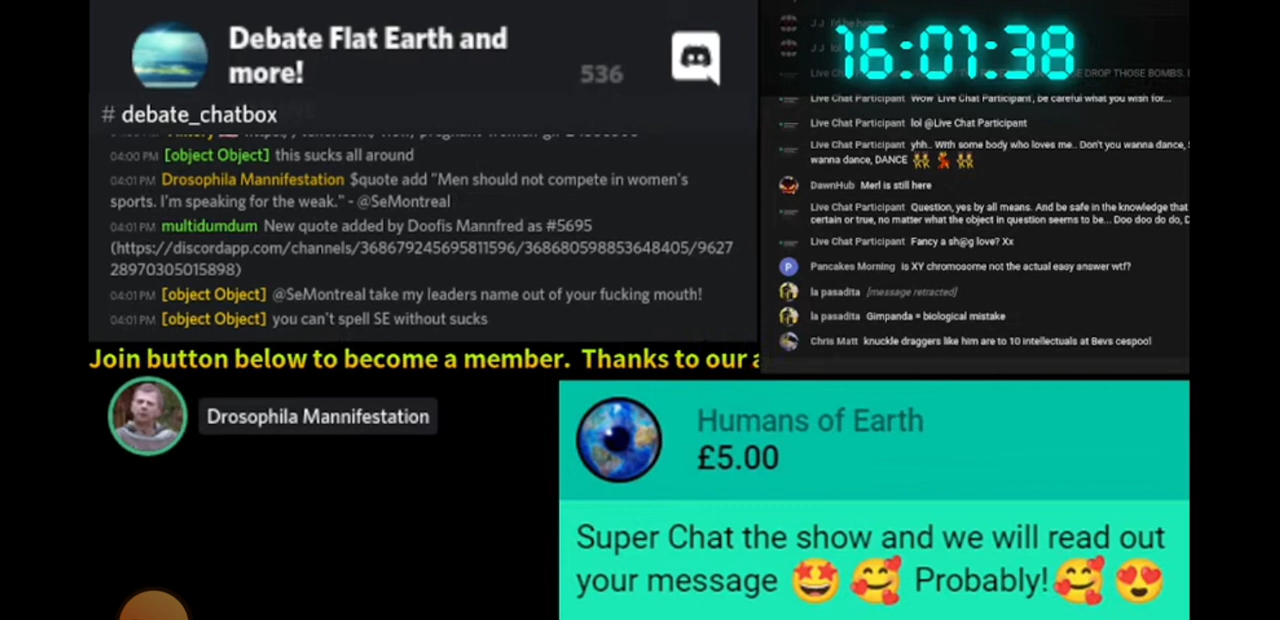 Debate Flat Earth and
more!
536
# debate_chatbox
04:00 PM [object Object] this sucks all around
04:01 PM Drosophila Mannifestation $quote add "Men should not compete in women's
sports. I'm speaking for the weak." - @SeMontreal
04:01 PM multidumdum New quote added by Doofis Mannfred as #5695
(https://discordapp.com/channels/368679245695811596/368680598853648405/9627
28970305015898)
04:01 PM [object Object] @SeMontreal take my leaders name out of your fucking mouth!
04:01 PM [object Object] you can't spell SE without sucks
Join button below to become a member. Thanks to our a
Drosophila Mannifestation
16:01:38
J J I'd be happy
J J lol
Live Chat Participant DROP THOSE BOMBS.
Live Chat Participant Wow 'Live Chat Participant', be careful what you wish for...
Live Chat Participant lol @Live Chat Participant
Live Chat Participant yhh.. With some body who loves me.. Don't you wanna dance,
wanna dance, DANCE 👯 💃 👯
DawnHub Merl is still here
Live Chat Participant Question, yes by all means. And be safe in the knowledge that
certain or true, no matter what the object in question seems to be... Doo doo do do, D
Live Chat Participant Fancy a sh@g love? Xx
P Pancakes Morning is XY chromosome not the actual easy answer wtf?
la pasadita [message retracted]
la pasadita Gimpanda = biological mistake
Chris Matt knuckle draggers like him are to 10 intellectuals at Bevs cespool
Humans of Earth
£5.00
Super Chat the show and we will read out
your message 🤩 🥰 Probably!🥰 😍